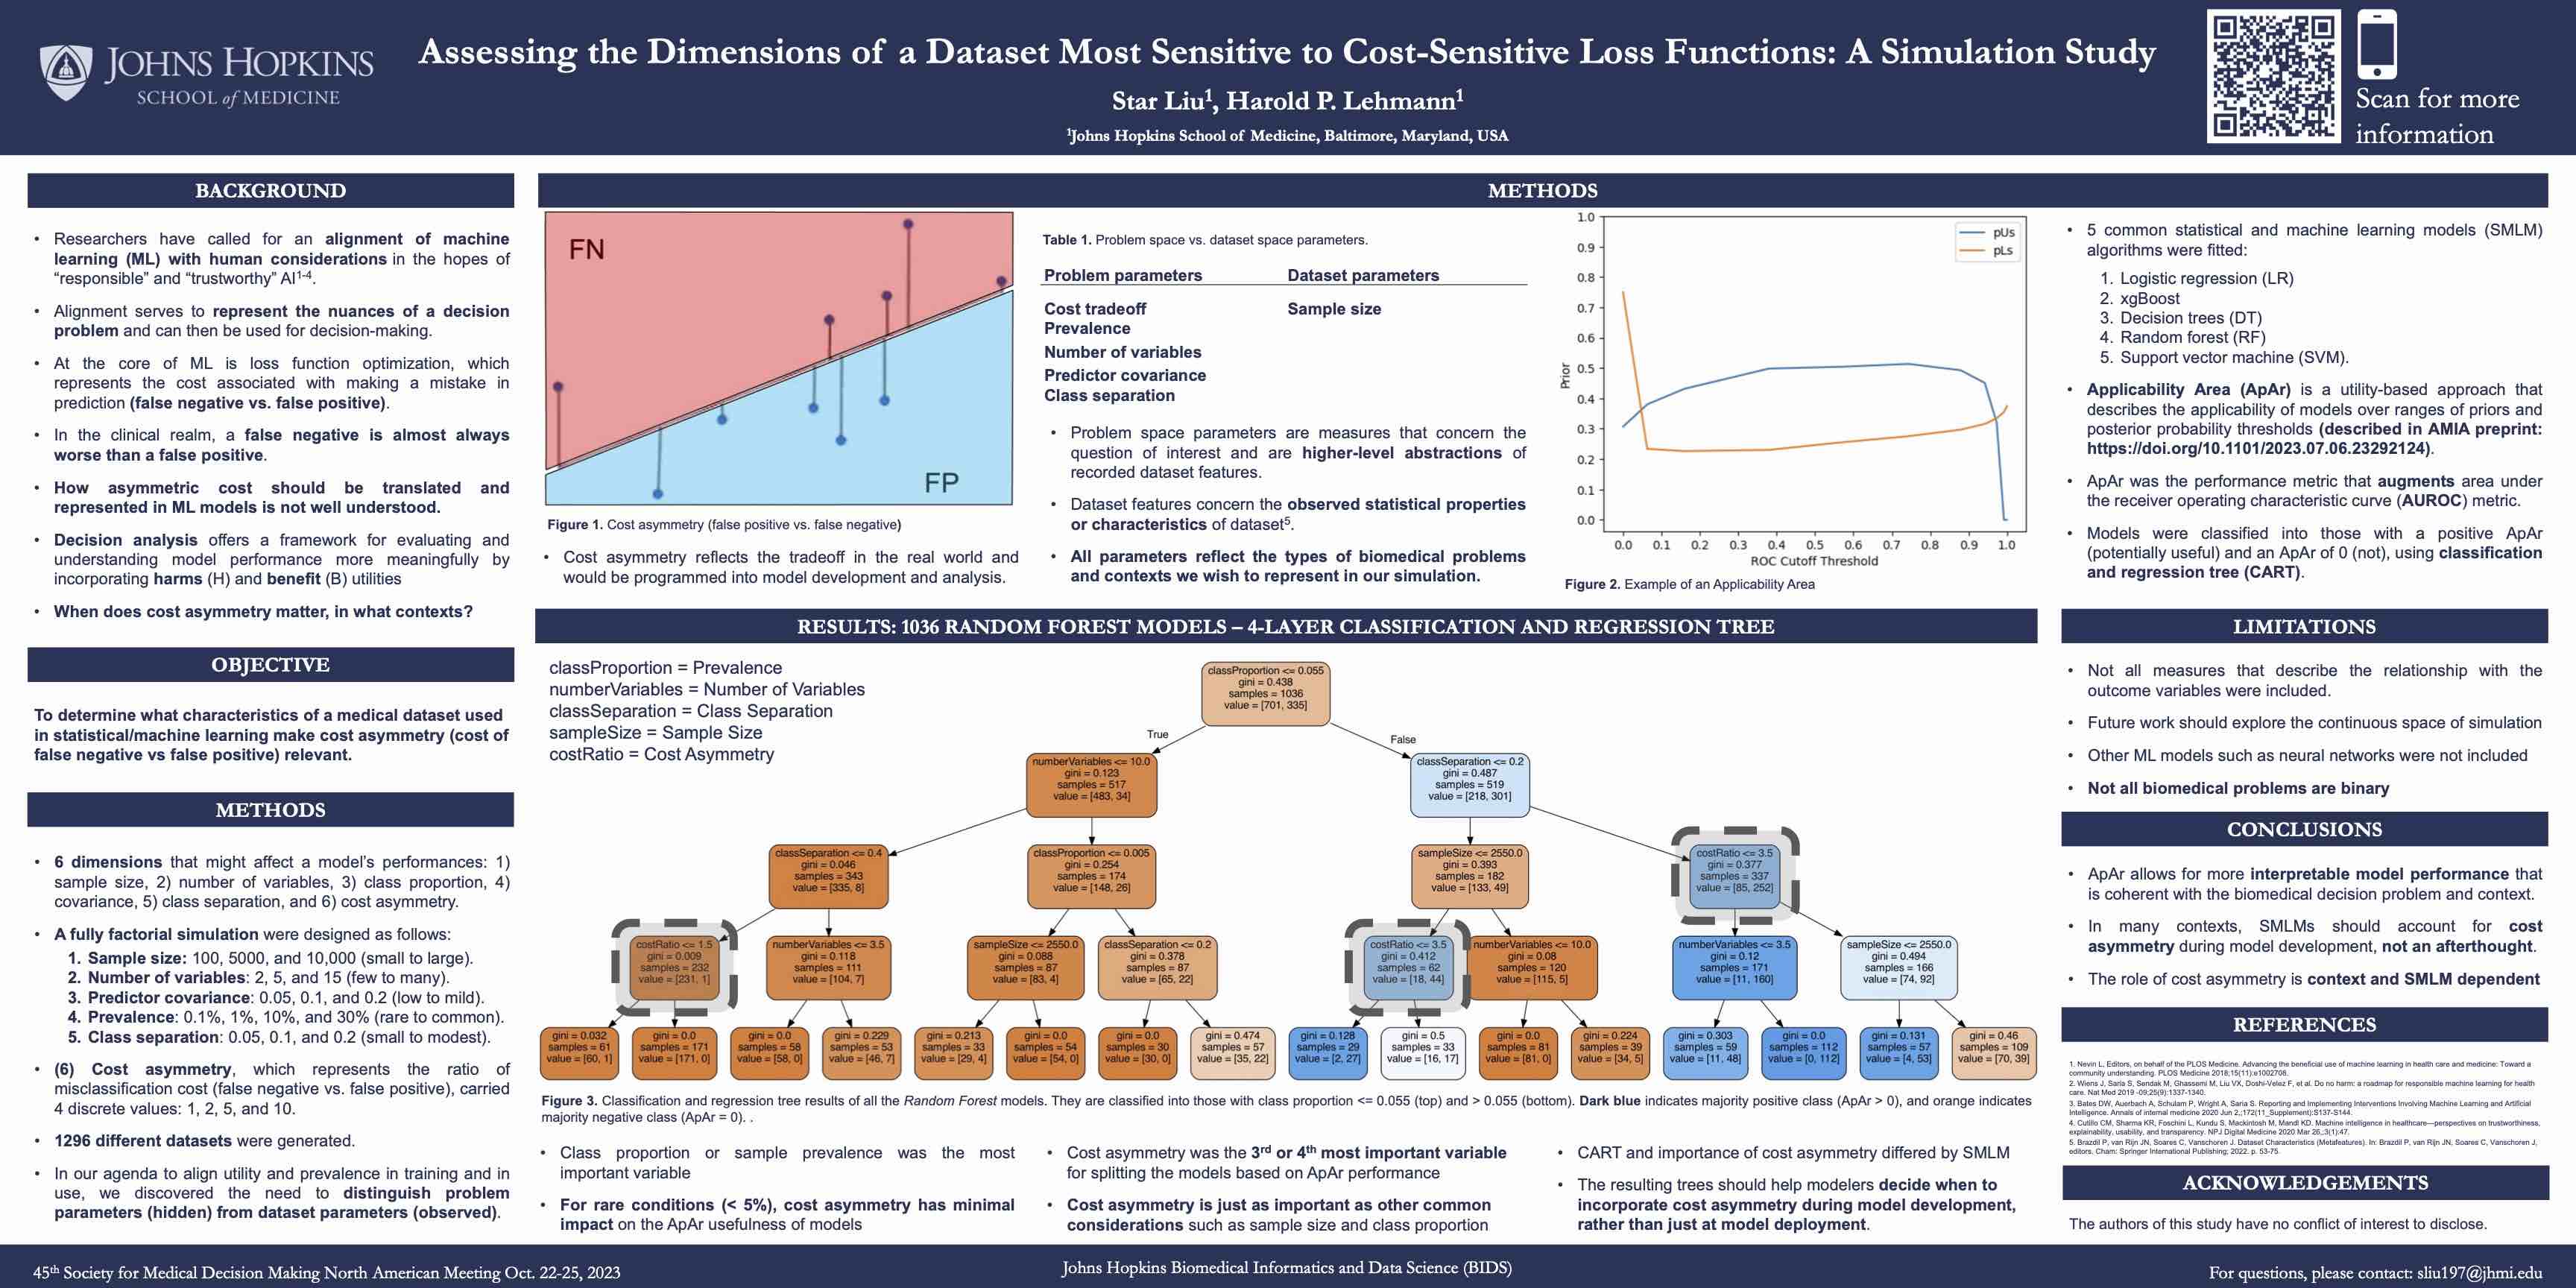 JOHNS HOPKINS
SCHOOL of MEDICINE
Assessing the Dimensions of a Dataset Most Sensitive to Cost-Sensitive Loss Functions: A Simulation Study
Star Liu1, Harold P. Lehmann1
1Johns Hopkins School of Medicine, Baltimore, Maryland, USA
Scan for more
information
BACKGROUND
• Researchers have called for an alignment of machine
learning (ML) with human considerations in the hopes of
“responsible” and “trustworthy” AI1-4.
• Alignment serves to represent the nuances of a decision
problem and can then be used for decision-making.
• At the core of ML is loss function optimization, which
represents the cost associated with making a mistake in
prediction (false negative vs. false positive).
• In the clinical realm, a false negative is almost always
worse than a false positive.
• How asymmetric cost should be translated and
represented in ML models is not well understood.
• Decision analysis offers a framework for evaluating and
understanding model performance more meaningfully by
incorporating harms (H) and benefit (B) utilities
• When does cost asymmetry matter, in what contexts?
OBJECTIVE
To determine what characteristics of a medical dataset used
in statistical/machine learning make cost asymmetry (cost of
false negative vs false positive) relevant.
METHODS
• 6 dimensions that might affect a model’s performances: 1)
sample size, 2) number of variables, 3) class proportion, 4)
covariance, 5) class separation, and 6) cost asymmetry.
• A fully factorial simulation were designed as follows:
1. Sample size: 100, 5000, and 10,000 (small to large).
2. Number of variables: 2, 5, and 15 (few to many).
3. Predictor covariance: 0.05, 0.1, and 0.2 (low to mild).
4. Prevalence: 0.1%, 1%, 10%, and 30% (rare to common).
5. Class separation: 0.05, 0.1, and 0.2 (small to modest).
• (6) Cost asymmetry, which represents the ratio of
misclassification cost (false negative vs. false positive), carried
4 discrete values: 1, 2, 5, and 10.
• 1296 different datasets were generated.
• In our agenda to align utility and prevalence in training and in
use, we discovered the need to distinguish problem
parameters (hidden) from dataset parameters (observed).
METHODS
FN
FP
Figure 1. Cost asymmetry (false positive vs. false negative)
• Cost asymmetry reflects the tradeoff in the real world and
would be programmed into model development and analysis.
Table 1. Problem space vs. dataset space parameters.
Problem parameters Dataset parameters
Cost tradeoff Sample size
Prevalence
Number of variables
Predictor covariance
Class separation
• Problem space parameters are measures that concern the
question of interest and are higher-level abstractions of
recorded dataset features.
• Dataset features concern the observed statistical properties
or characteristics of dataset5.
• All parameters reflect the types of biomedical problems
and contexts we wish to represent in our simulation.
1.0
0.9
0.8
0.7
0.6
0.5
0.4
0.3
0.2
0.1
0.0
Prior
pUs
pLs
0.0 0.1 0.2 0.3 0.4 0.5 0.6 0.7 0.8 0.9 1.0
ROC Cutoff Threshold
Figure 2. Example of an Applicability Area
• 5 common statistical and machine learning models (SMLM)
algorithms were fitted:
1. Logistic regression (LR)
2. xgBoost
3. Decision trees (DT)
4. Random forest (RF)
5. Support vector machine (SVM).
• Applicability Area (ApAr) is a utility-based approach that
describes the applicability of models over ranges of priors and
posterior probability thresholds (described in AMIA preprint:
https://doi.org/10.1101/2023.07.06.23292124).
• ApAr was the performance metric that augments area under
the receiver operating characteristic curve (AUROC) metric.
• Models were classified into those with a positive ApAr
(potentially useful) and an ApAr of 0 (not), using classification
and regression tree (CART).
RESULTS: 1036 RANDOM FOREST MODELS – 4-LAYER CLASSIFICATION AND REGRESSION TREE
classProportion = Prevalence
numberVariables = Number of Variables
classSeparation = Class Separation
sampleSize = Sample Size
costRatio = Cost Asymmetry
classProportion <= 0.055
gini = 0.438
samples = 1036
value = [701, 335]
True
False
numberVariables <= 10.0
gini = 0.123
samples = 517
value = [483, 34]
classSeparation <= 0.2
gini = 0.487
samples = 519
value = [218, 301]
classSeparation <= 0.4
gini = 0.046
samples = 343
value = [335, 8]
classProportion <= 0.005
gini = 0.254
samples = 174
value = [148, 26]
sampleSize <= 2550.0
gini = 0.393
samples = 182
value = [133, 49]
costRatio <= 3.5
gini = 0.377
samples = 337
value = [85, 252]
costRatio <= 1.5
gini = 0.009
samples = 232
value = [231, 1]
numberVariables <= 3.5
gini = 0.118
samples = 111
value = [104, 7]
sampleSize <= 2550.0
gini = 0.088
samples = 87
value = [83, 4]
classSeparation <= 0.2
gini = 0.378
samples = 87
value = [65, 22]
costRatio <= 3.5
gini = 0.412
samples = 62
value = [18, 44]
numberVariables <= 10.0
gini = 0.08
samples = 120
value = [115, 5]
numberVariables <= 3.5
gini = 0.12
samples = 171
value = [11, 160]
sampleSize <= 2550.0
gini = 0.494
samples = 166
value = [74, 92]
gini = 0.032
samples = 61
value = [60, 1]
gini = 0.0
samples = 171
value = [171, 0]
gini = 0.0
samples = 58
value = [58, 0]
gini = 0.229
samples = 53
value = [46, 7]
gini = 0.213
samples = 33
value = [29, 4]
gini = 0.0
samples = 54
value = [54, 0]
gini = 0.0
samples = 30
value = [30, 0]
gini = 0.474
samples = 57
value = [35, 22]
gini = 0.128
samples = 29
value = [2, 27]
gini = 0.5
samples = 33
value = [16, 17]
gini = 0.0
samples = 81
value = [81, 0]
gini = 0.224
samples = 39
value = [34, 5]
gini = 0.303
samples = 59
value = [11, 48]
gini = 0.0
samples = 112
value = [0, 112]
gini = 0.131
samples = 57
value = [4, 53]
gini = 0.46
samples = 109
value = [70, 39]
Figure 3. Classification and regression tree results of all the Random Forest models. They are classified into those with class proportion <= 0.055 (top) and > 0.055 (bottom). Dark blue indicates majority positive class (ApAr > 0), and orange indicates
majority negative class (ApAr = 0). .
• Class proportion or sample prevalence was the most
important variable
• For rare conditions (< 5%), cost asymmetry has minimal
impact on the ApAr usefulness of models
• Cost asymmetry was the 3rd or 4th most important variable
for splitting the models based on ApAr performance
• Cost asymmetry is just as important as other common
considerations such as sample size and class proportion
• CART and importance of cost asymmetry differed by SMLM
• The resulting trees should help modelers decide when to
incorporate cost asymmetry during model development,
rather than just at model deployment.
LIMITATIONS
• Not all measures that describe the relationship with the
outcome variables were included.
• Future work should explore the continuous space of simulation
• Other ML models such as neural networks were not included
• Not all biomedical problems are binary
CONCLUSIONS
• ApAr allows for more interpretable model performance that
is coherent with the biomedical decision problem and context.
• In many contexts, SMLMs should account for cost
asymmetry during model development, not an afterthought.
• The role of cost asymmetry is context and SMLM dependent
REFERENCES
1. Nevin L, Editors, on behalf of the PLOS Medicine. Advancing the beneficial use of machine learning in health care and medicine: Toward a
community understanding. PLOS Medicine 2018;15(11):e1002708.
2. Wiens J, Saria S, Sendak M, Ghassemi M, Liu VX, Doshi-Velez F, et al. Do no harm: a roadmap for responsible machine learning for health
care. Nat Med 2019 -09;25(9):1337-1340.
3. Bates DW, Auerbach A, Schulam P, Wright A, Saria S. Reporting and Implementing Interventions Involving Machine Learning and Artificial
Intelligence. Annals of internal medicine 2020 Jun 2,;172(11_Supplement):S137-S144.
4. Cutillo CM, Sharma KR, Foschini L, Kundu S, Mackintosh M, Mandl KD. Machine intelligence in healthcare—perspectives on trustworthiness,
explainability, usability, and transparency. NPJ Digital Medicine 2020 Mar 26,;3(1):47.
5. Brazdil P, van Rijn JN, Soares C, Vanschoren J. Dataset Characteristics (Metafeatures). In: Brazdil P, van Rijn JN, Soares C, Vanschoren J,
editors. Cham: Springer International Publishing; 2022. p. 53-75.
ACKNOWLEDGEMENTS
The authors of this study have no conflict of interest to disclose.
45th Society for Medical Decision Making North American Meeting Oct. 22-25, 2023
Johns Hopkins Biomedical Informatics and Data Science (BIDS)
For questions, please contact: sliu197@jhmi.edu